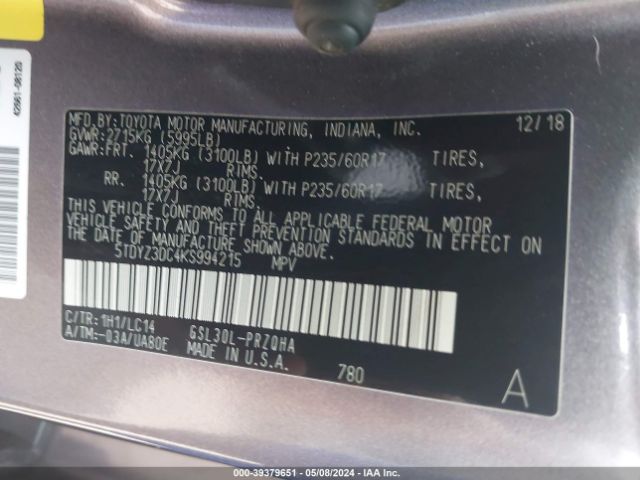 42661-08120
MFD.BY:TOYOTA MOTOR MANUFACTURING, INDIANA, INC. 12/18
GVWR:2715KG (5995LB)
GAWR:FRT. 1405KG (3100LB) WITH P235/60R17 TIRES,
17X7J RIMS.
RR. 1405KG (3100LB) WITH P235/60R17 TIRES,
17X7J RIMS.
THIS VEHICLE CONFORMS TO ALL APPLICABLE FEDERAL MOTOR
VEHICLE SAFETY AND THEFT PREVENTION STANDARDS IN EFFECT ON
THE DATE OF MANUFACTURE SHOWN ABOVE.
5TDYZ3DC4KS994215 MPV
C/TR:1H1/LC14 GSL30L-PRZQHA
A/TM:-03A/UA80E MADE IN U.S.A.
780
A
000-39379651 | 05/08/2024 | IAA Inc.